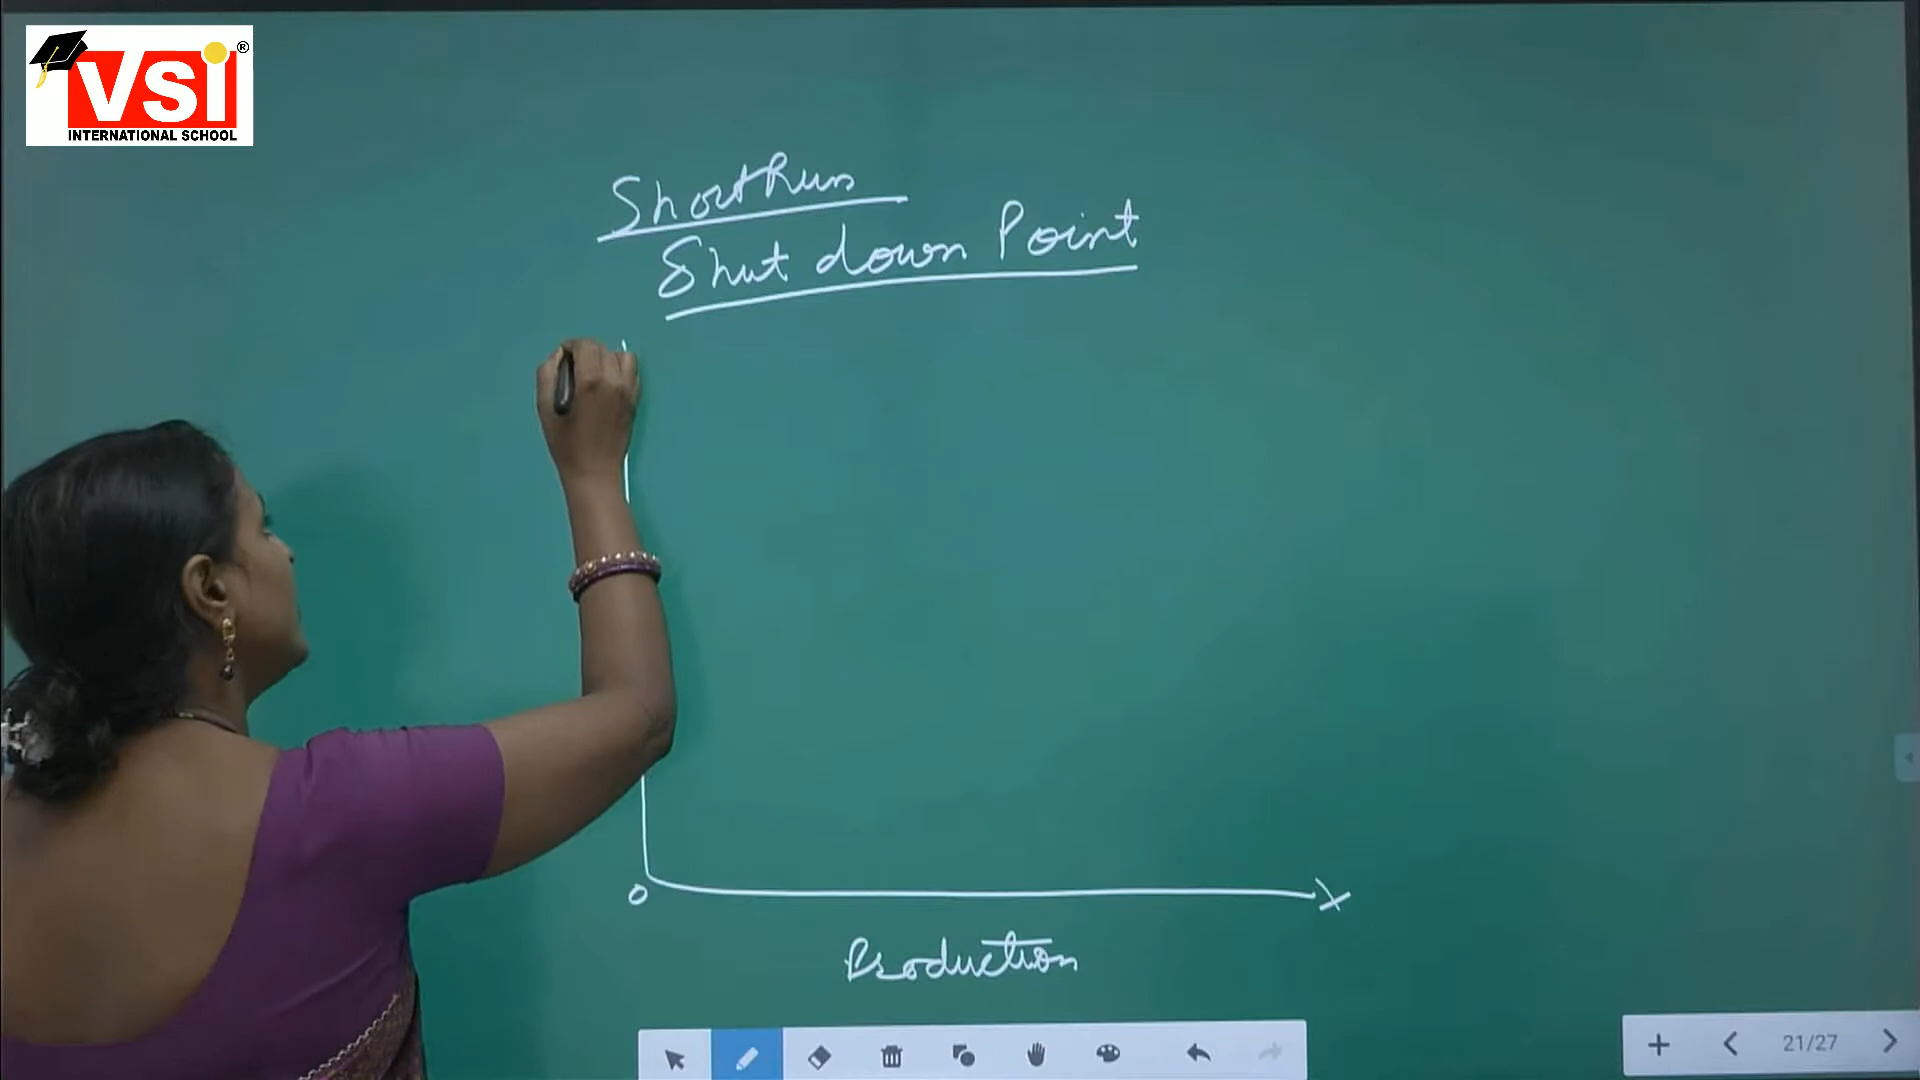 VSI ®
INTERNATIONAL SCHOOL
Short Run
Shut down Point
O
X
Production
21/27